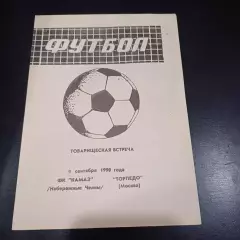 ФУТБОЛ
ТОВАРИЩЕСКАЯ ВСТРЕЧА
сентября 1990 года
ФК "КАМАЗ" "ТОРПЕДО"
/Набережные Челны/ (Москва)